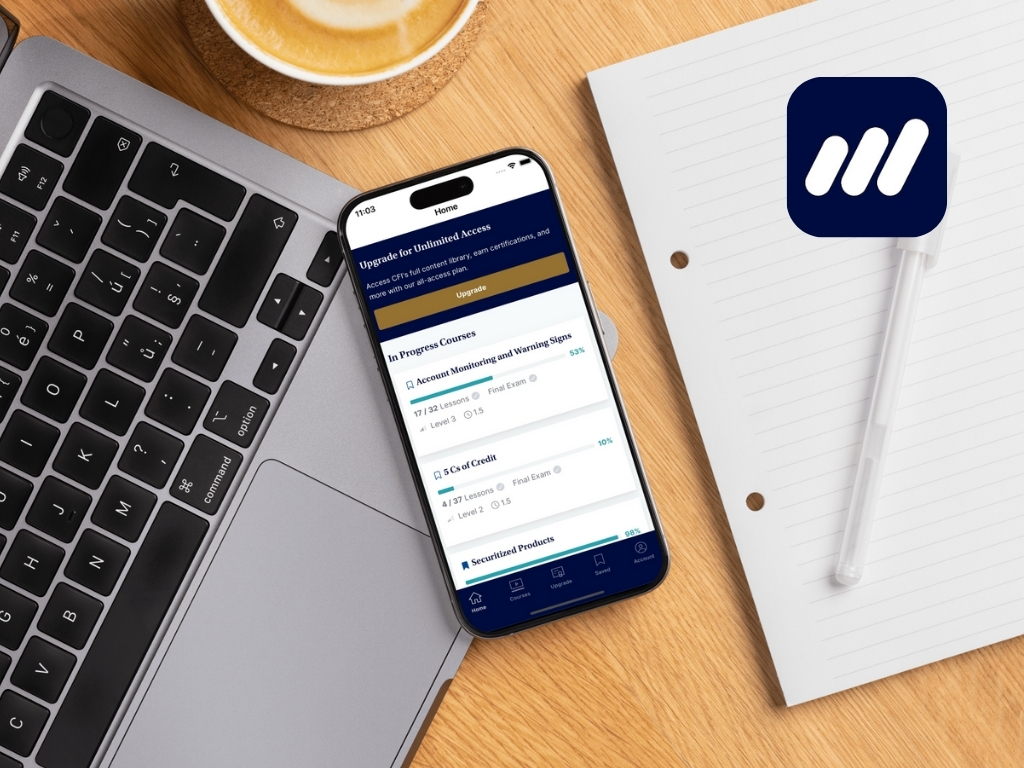 11:03
Home
Upgrade for Unlimited Access
Access CFI's full content library, earn certifications, and
more with our all-access plan.
Upgrade
In Progress Courses
Account Monitoring and Warning Signs
53%
17 / 32 Lessons
Final Exam
Level 3
1.5
5 Cs of Credit
10%
4 / 37 Lessons
Final Exam
Level 2
1.5
Securitized Products
98%
Home
Courses
Upgrade
Saved
Account
F12
F11
%
=
P
O
L
I
K
J
M
H
N
B
G
V
C
option
command